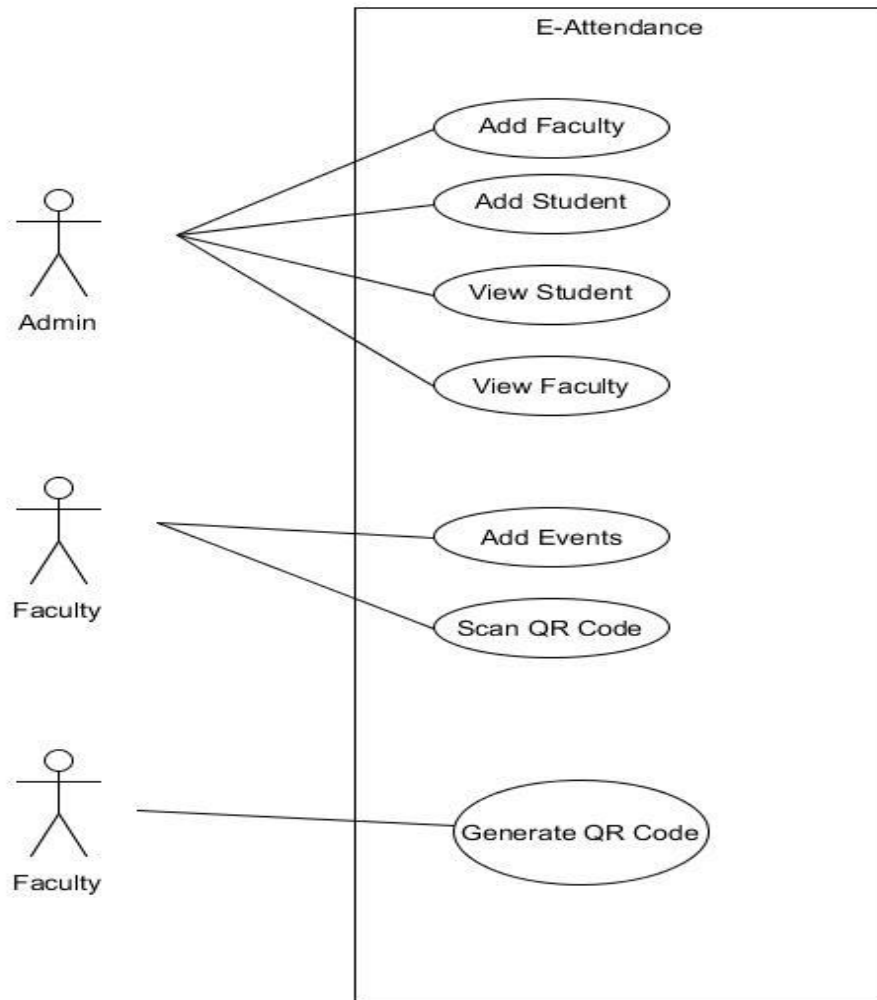 E-Attendance
Add Faculty
Add Student
View Student
Admin
View Faculty
Add Events
Faculty
Scan QR Code
Generate QR Code
Faculty